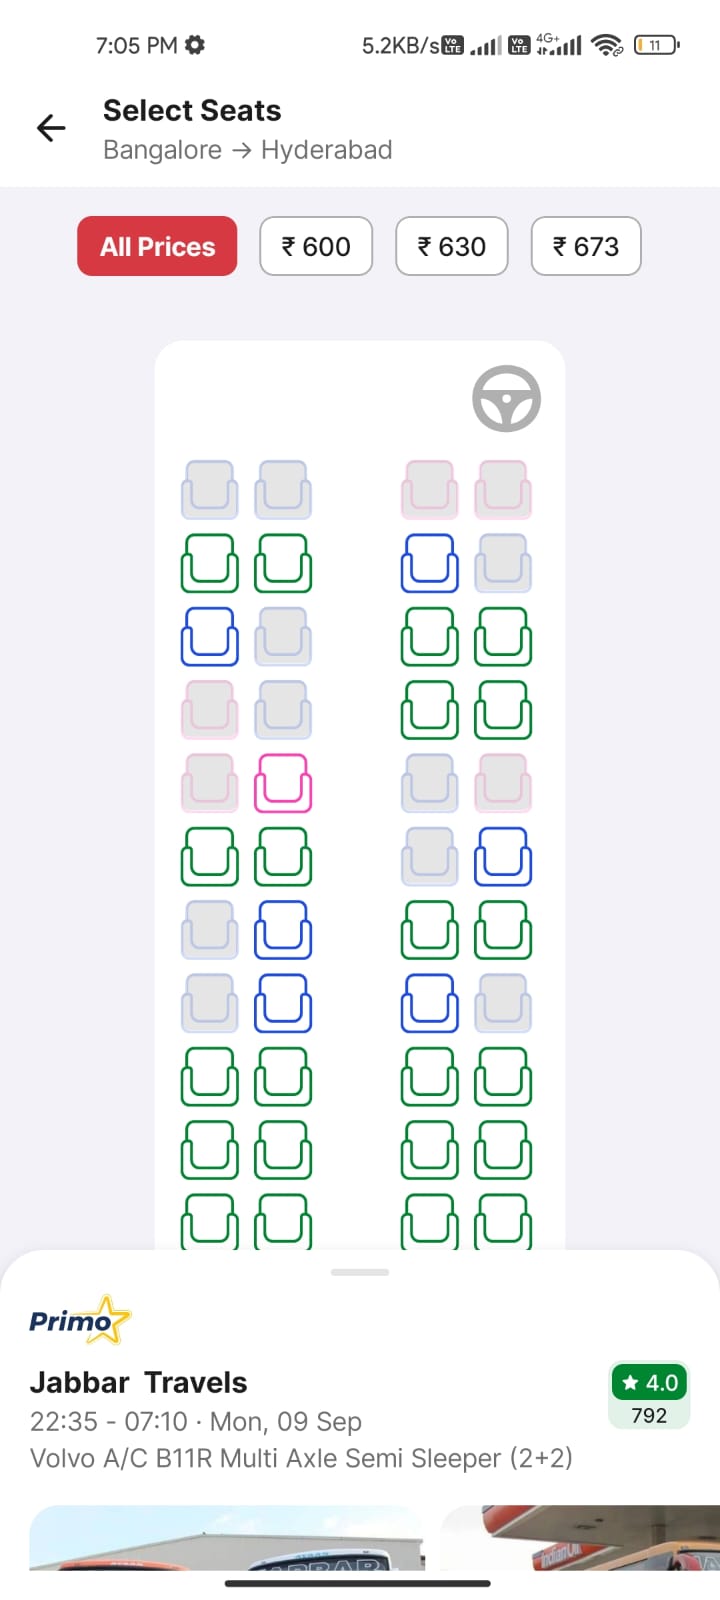 7:05 PM 5.2KB/s Vo LTE Vo LTE 4G+ 11
Select Seats
Bangalore → Hyderabad
All Prices ₹ 600 ₹ 630 ₹ 673
Primo
Jabbar Travels
★ 4.0
22:35 - 07:10 · Mon, 09 Sep
792
Volvo A/C B11R Multi Axle Semi Sleeper (2+2)
IndianOil